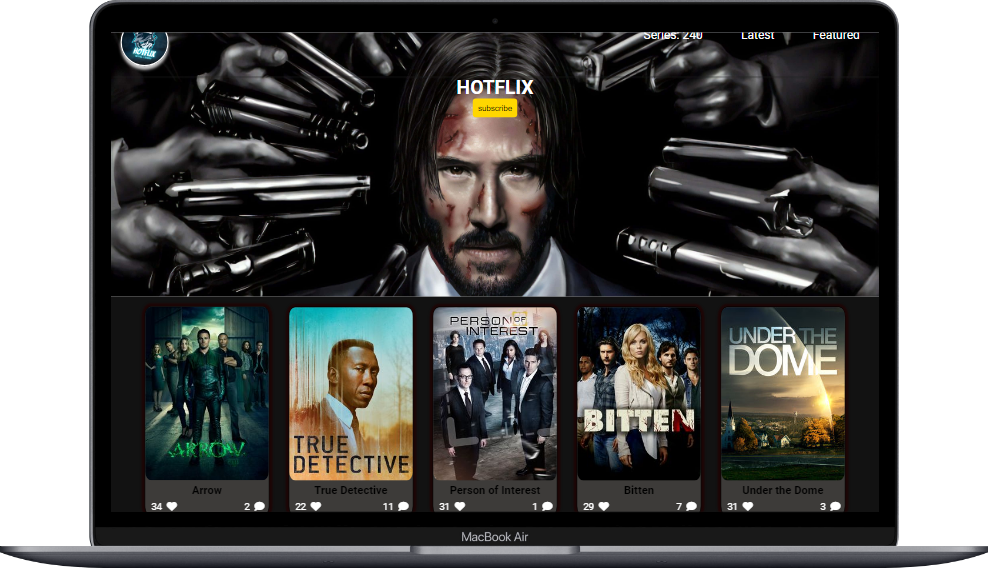 HOTFLIX
Series: 240 Latest Featured
HOTFLIX
subscribe
PERSON OF
INTEREST
UNDER THE
DOME
ARROW
TRUE
DETECTIVE
BITTEN
Arrow True Detective Person of Interest Bitten Under the Dome
34 2 22 11 31 1 29 7 31 3
MacBook Air